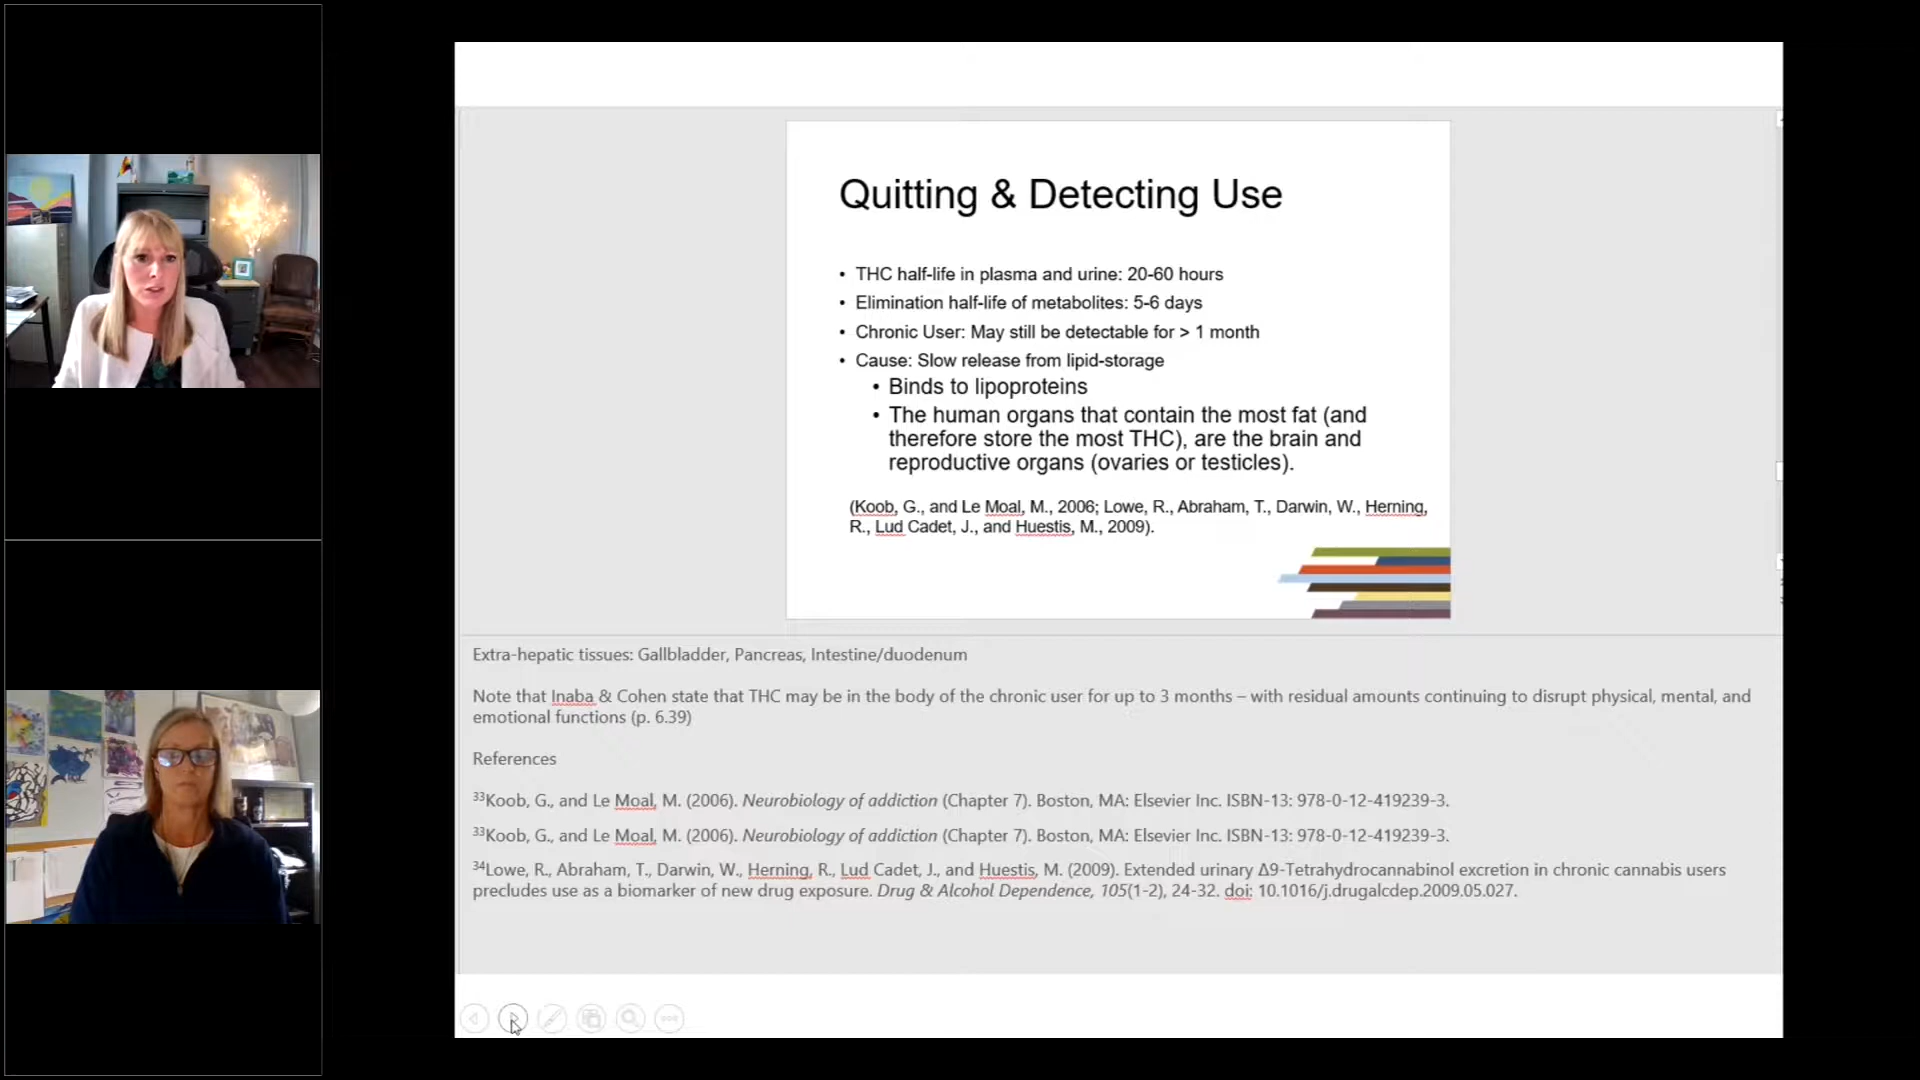 Quitting & Detecting Use
• THC half-life in plasma and urine: 20-60 hours
• Elimination half-life of metabolites: 5-6 days
• Chronic User: May still be detectable for > 1 month
• Cause: Slow release from lipid-storage
• Binds to lipoproteins
• The human organs that contain the most fat (and
therefore store the most THC), are the brain and
reproductive organs (ovaries or testicles).
(Koob, G., and Le Moal, M., 2006; Lowe, R., Abraham, T., Darwin, W., Herning,
R., Lud Cadet, J., and Huestis, M., 2009).
Extra-hepatic tissues: Gallbladder, Pancreas, Intestine/duodenum
Note that Inaba & Cohen state that THC may be in the body of the chronic user for up to 3 months – with residual amounts continuing to disrupt physical, mental, and
emotional functions (p. 6.39)
References
33Koob, G., and Le Moal, M. (2006). Neurobiology of addiction (Chapter 7). Boston, MA: Elsevier Inc. ISBN-13: 978-0-12-419239-3.
33Koob, G., and Le Moal, M. (2006). Neurobiology of addiction (Chapter 7). Boston, MA: Elsevier Inc. ISBN-13: 978-0-12-419239-3.
34Lowe, R., Abraham, T., Darwin, W., Herning, R., Lud Cadet, J., and Huestis, M. (2009). Extended urinary Δ9-Tetrahydrocannabinol excretion in chronic cannabis users
precludes use as a biomarker of new drug exposure. Drug & Alcohol Dependence, 105(1-2), 24-32. doi: 10.1016/j.drugalcdep.2009.05.027.